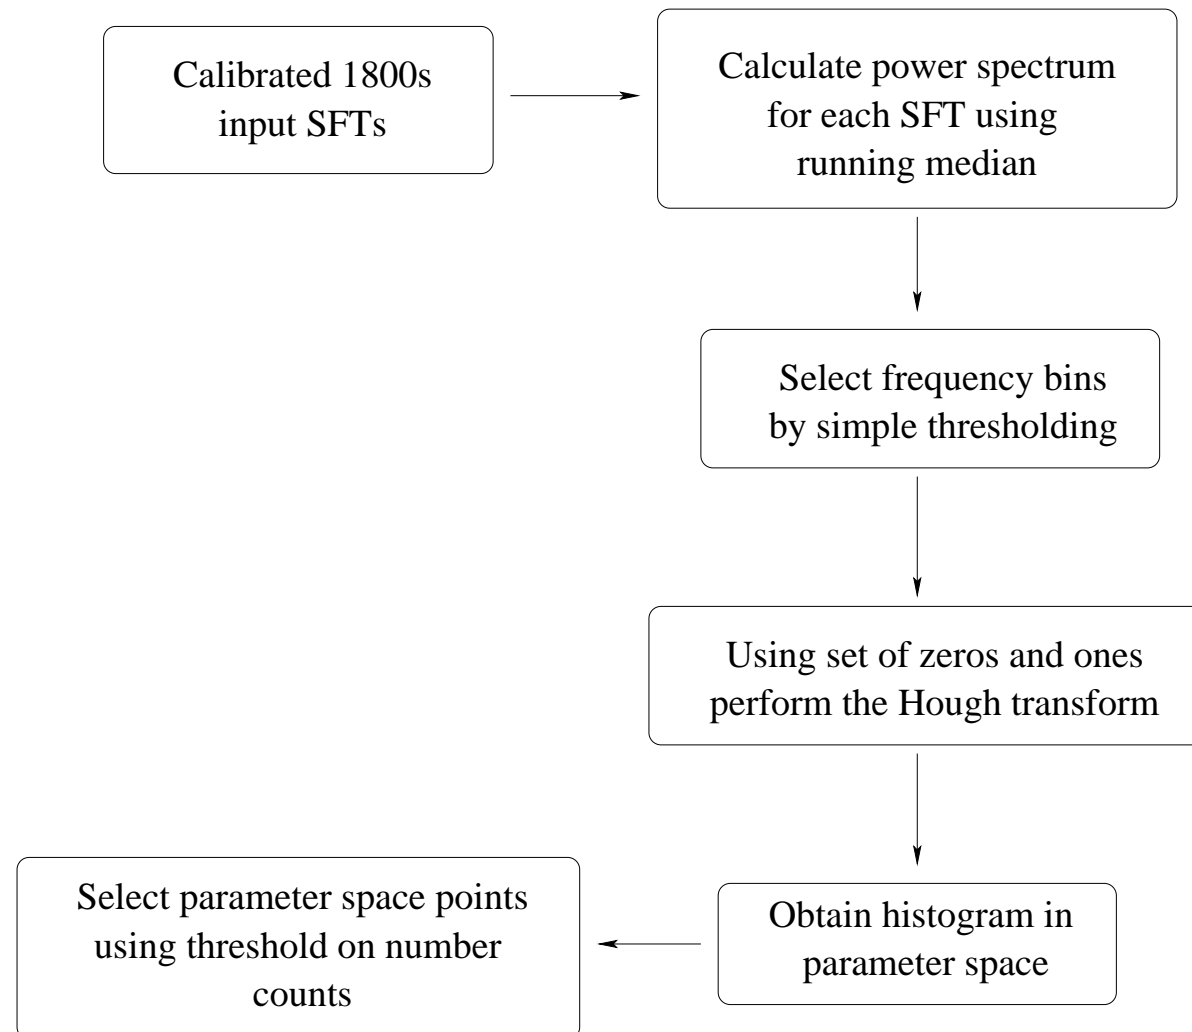 Calibrated 1800s
input SFTs
Calculate power spectrum
for each SFT using
running median
Select frequency bins
by simple thresholding
Using set of zeros and ones
perform the Hough transform
Obtain histogram in
parameter space
Select parameter space points
using threshold on number
counts